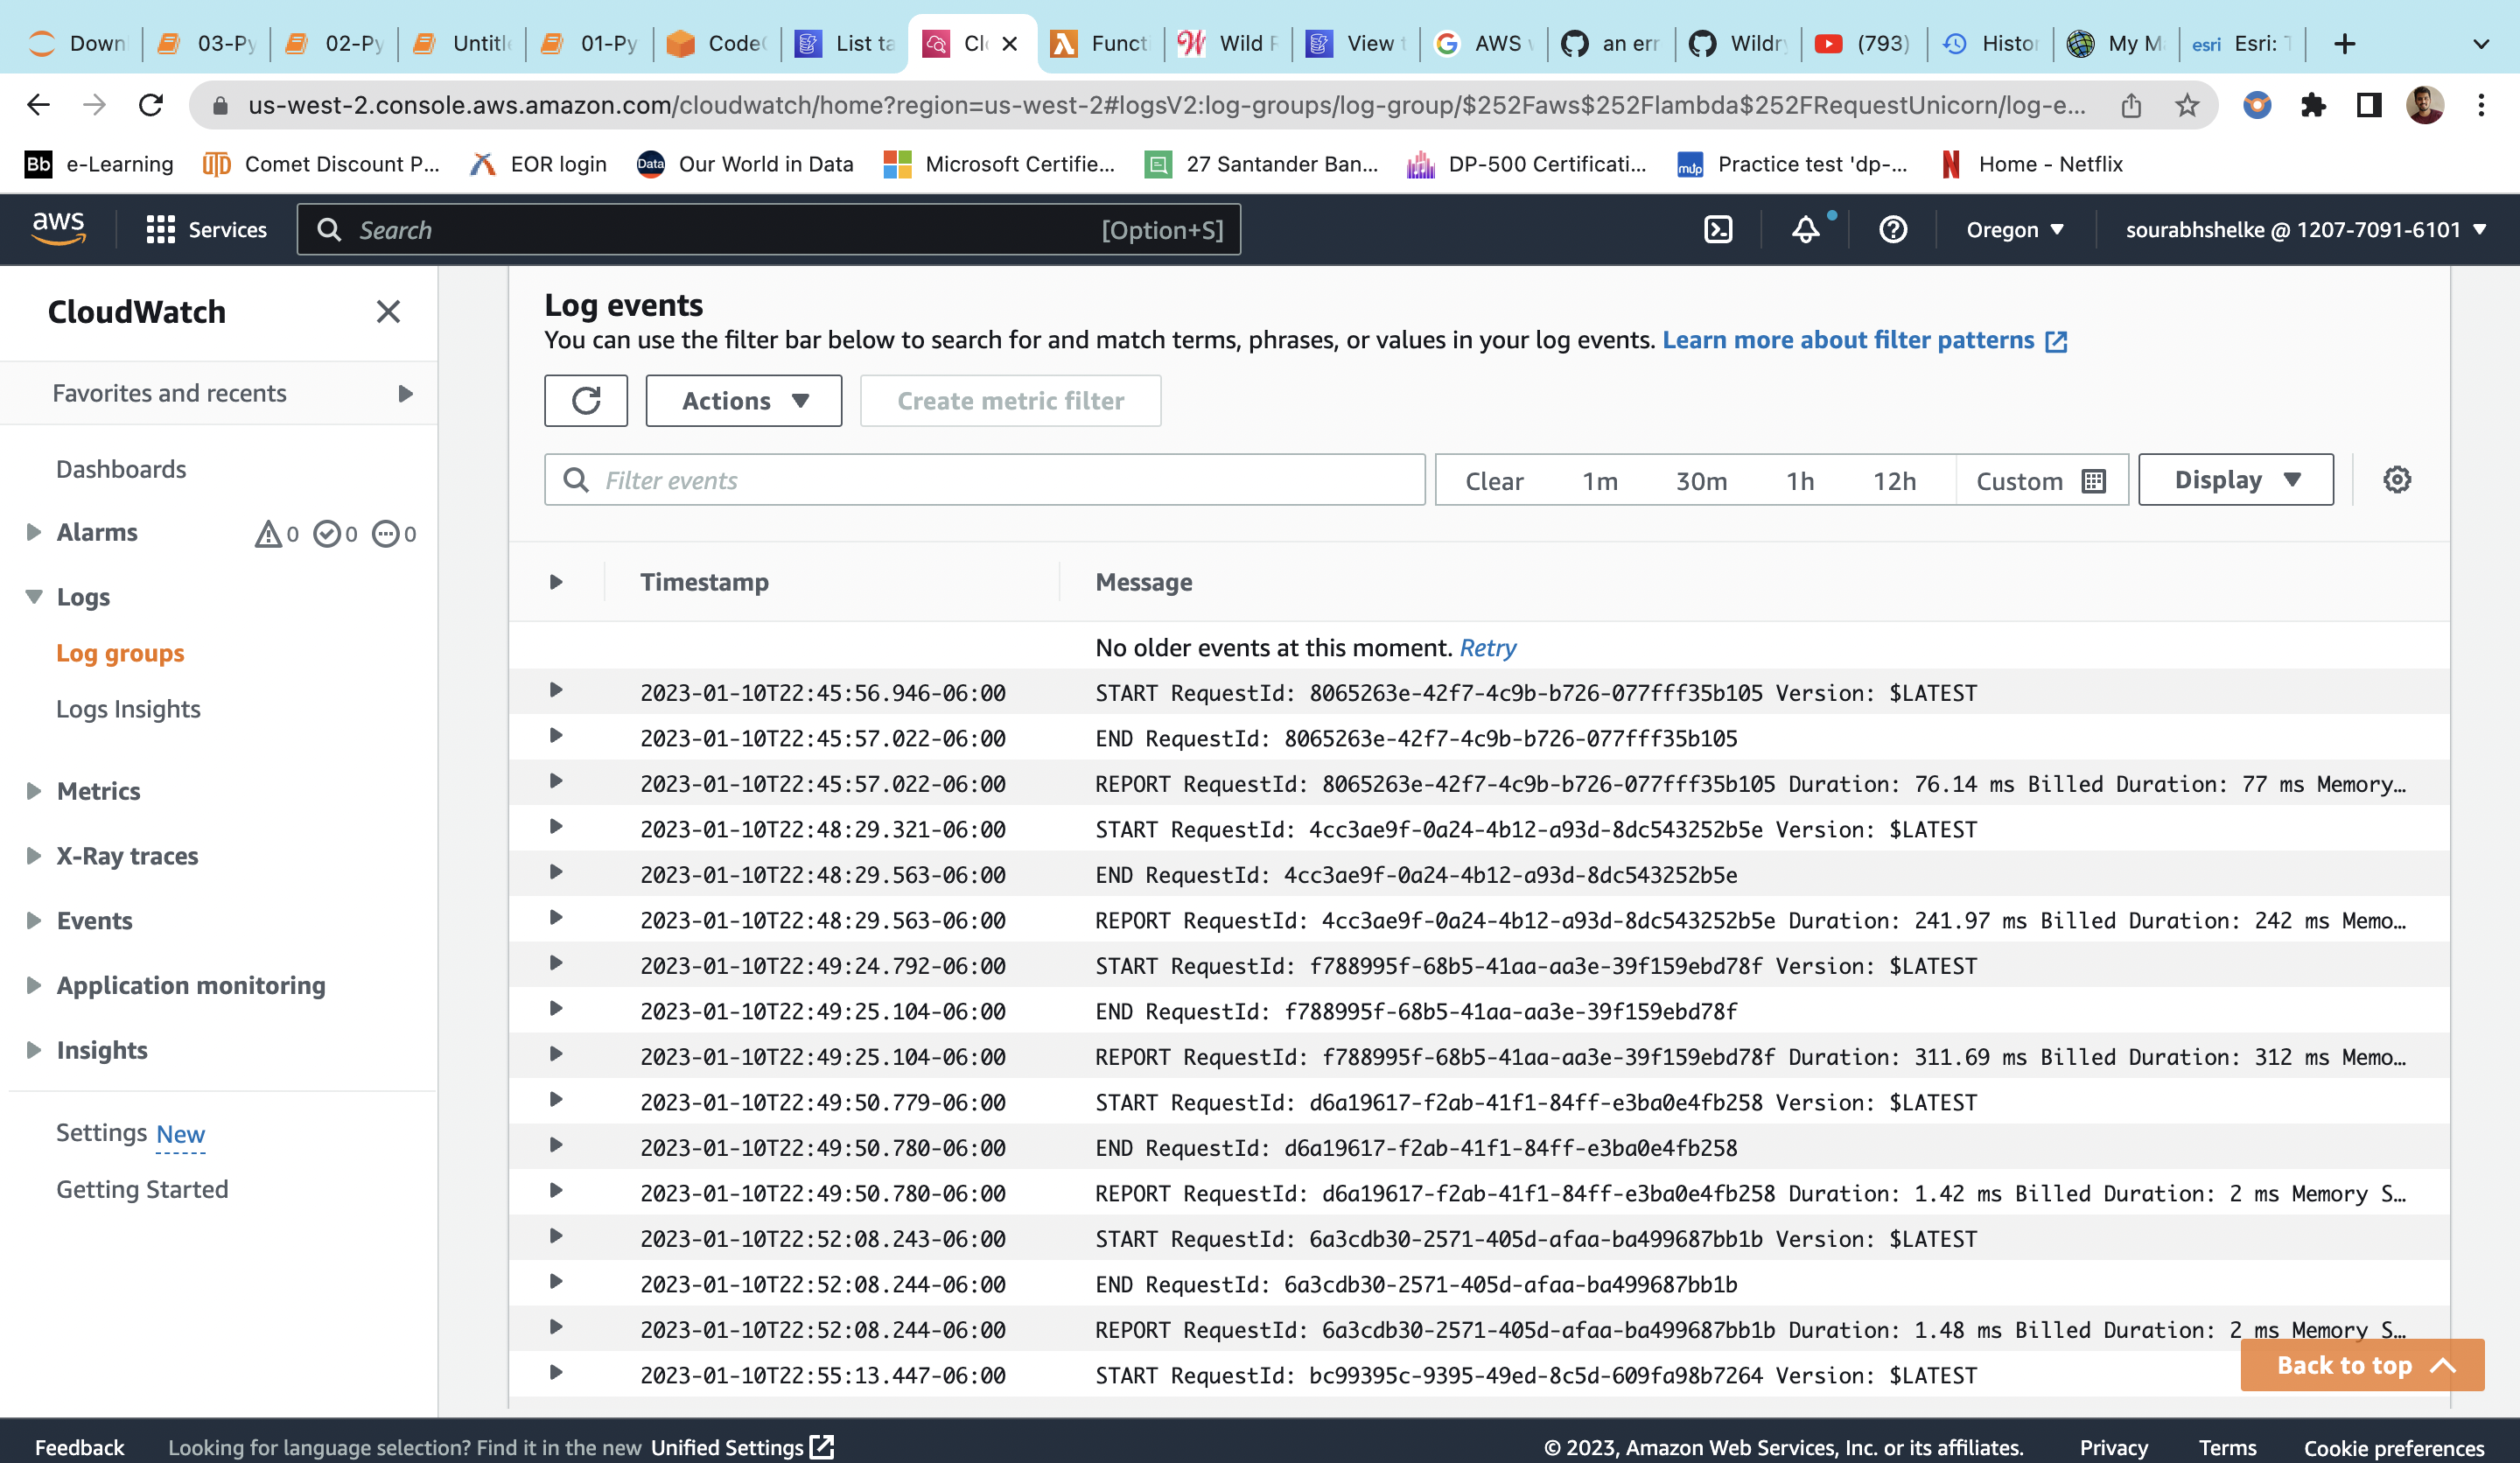 Down 03-Py 02-Py Untitle 01-Py Code List ta Clo Functi Wild R View t AWS an err Wildry (793) Histor My M esri Esri: T
us-west-2.console.aws.amazon.com/cloudwatch/home?region=us-west-2#logsV2:log-groups/log-group/$252Faws$252Flambda$252FRequestUnicorn/log-e...
Bb e-Learning UTD Comet Discount P... EOR login Data Our World in Data Microsoft Certifie... 27 Santander Ban... DP-500 Certificati... mdp Practice test 'dp-... N Home - Netflix
aws Services Search [Option+S] Oregon ▼ sourabhshelke @ 1207-7091-6101 ▼
CloudWatch
Favorites and recents
Dashboards
Alarms 0 0 0
Logs
Log groups
Logs Insights
Metrics
X-Ray traces
Events
Application monitoring
Insights
Settings New
Getting Started
Log events
You can use the filter bar below to search for and match terms, phrases, or values in your log events. Learn more about filter patterns
Actions ▼ Create metric filter
Filter events Clear 1m 30m 1h 12h Custom Display ▼
Timestamp Message
No older events at this moment. Retry
2023-01-10T22:45:56.946-06:00 START RequestId: 8065263e-42f7-4c9b-b726-077fff35b105 Version: $LATEST
2023-01-10T22:45:57.022-06:00 END RequestId: 8065263e-42f7-4c9b-b726-077fff35b105
2023-01-10T22:45:57.022-06:00 REPORT RequestId: 8065263e-42f7-4c9b-b726-077fff35b105 Duration: 76.14 ms Billed Duration: 77 ms Memory...
2023-01-10T22:48:29.321-06:00 START RequestId: 4cc3ae9f-0a24-4b12-a93d-8dc543252b5e Version: $LATEST
2023-01-10T22:48:29.563-06:00 END RequestId: 4cc3ae9f-0a24-4b12-a93d-8dc543252b5e
2023-01-10T22:48:29.563-06:00 REPORT RequestId: 4cc3ae9f-0a24-4b12-a93d-8dc543252b5e Duration: 241.97 ms Billed Duration: 242 ms Memo...
2023-01-10T22:49:24.792-06:00 START RequestId: f788995f-68b5-41aa-aa3e-39f159ebd78f Version: $LATEST
2023-01-10T22:49:25.104-06:00 END RequestId: f788995f-68b5-41aa-aa3e-39f159ebd78f
2023-01-10T22:49:25.104-06:00 REPORT RequestId: f788995f-68b5-41aa-aa3e-39f159ebd78f Duration: 311.69 ms Billed Duration: 312 ms Memo...
2023-01-10T22:49:50.779-06:00 START RequestId: d6a19617-f2ab-41f1-84ff-e3ba0e4fb258 Version: $LATEST
2023-01-10T22:49:50.780-06:00 END RequestId: d6a19617-f2ab-41f1-84ff-e3ba0e4fb258
2023-01-10T22:49:50.780-06:00 REPORT RequestId: d6a19617-f2ab-41f1-84ff-e3ba0e4fb258 Duration: 1.42 ms Billed Duration: 2 ms Memory S...
2023-01-10T22:52:08.243-06:00 START RequestId: 6a3cdb30-2571-405d-afaa-ba499687bb1b Version: $LATEST
2023-01-10T22:52:08.244-06:00 END RequestId: 6a3cdb30-2571-405d-afaa-ba499687bb1b
2023-01-10T22:52:08.244-06:00 REPORT RequestId: 6a3cdb30-2571-405d-afaa-ba499687bb1b Duration: 1.48 ms Billed Duration: 2 ms Memory S...
2023-01-10T22:55:13.447-06:00 START RequestId: bc99395c-9395-49ed-8c5d-609fa98b7264 Version: $LATEST
Back to top
Feedback Looking for language selection? Find it in the new Unified Settings © 2023, Amazon Web Services, Inc. or its affiliates. Privacy Terms Cookie preferences